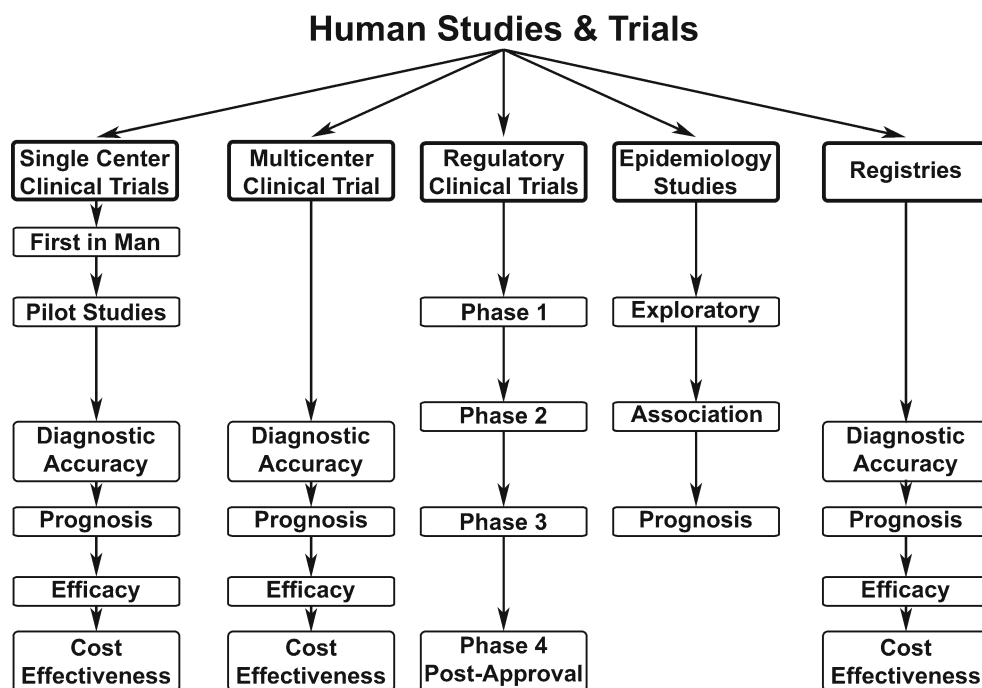 Human Studies & Trials
Single Center
Clinical Trials
First in Man
Pilot Studies
Diagnostic
Accuracy
Prognosis
Efficacy
Cost
Effectiveness
Multicenter
Clinical Trial
Diagnostic
Accuracy
Prognosis
Efficacy
Cost
Effectiveness
Regulatory
Clinical Trials
Phase 1
Phase 2
Phase 3
Phase 4
Post-Approval
Epidemiology
Studies
Exploratory
Association
Prognosis
Registries
Diagnostic
Accuracy
Prognosis
Efficacy
Cost
Effectiveness